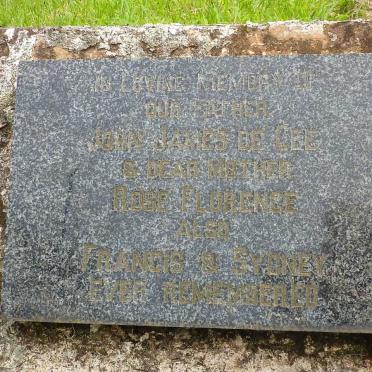 IN LOVING MEMORY OF
OUR FATHER
JOHN JAMES DE CEE
& DEAR MOTHER
ROSE FLORENCE
ALSO
FRANCIS & SYDNEY
EVER REMEMBERED